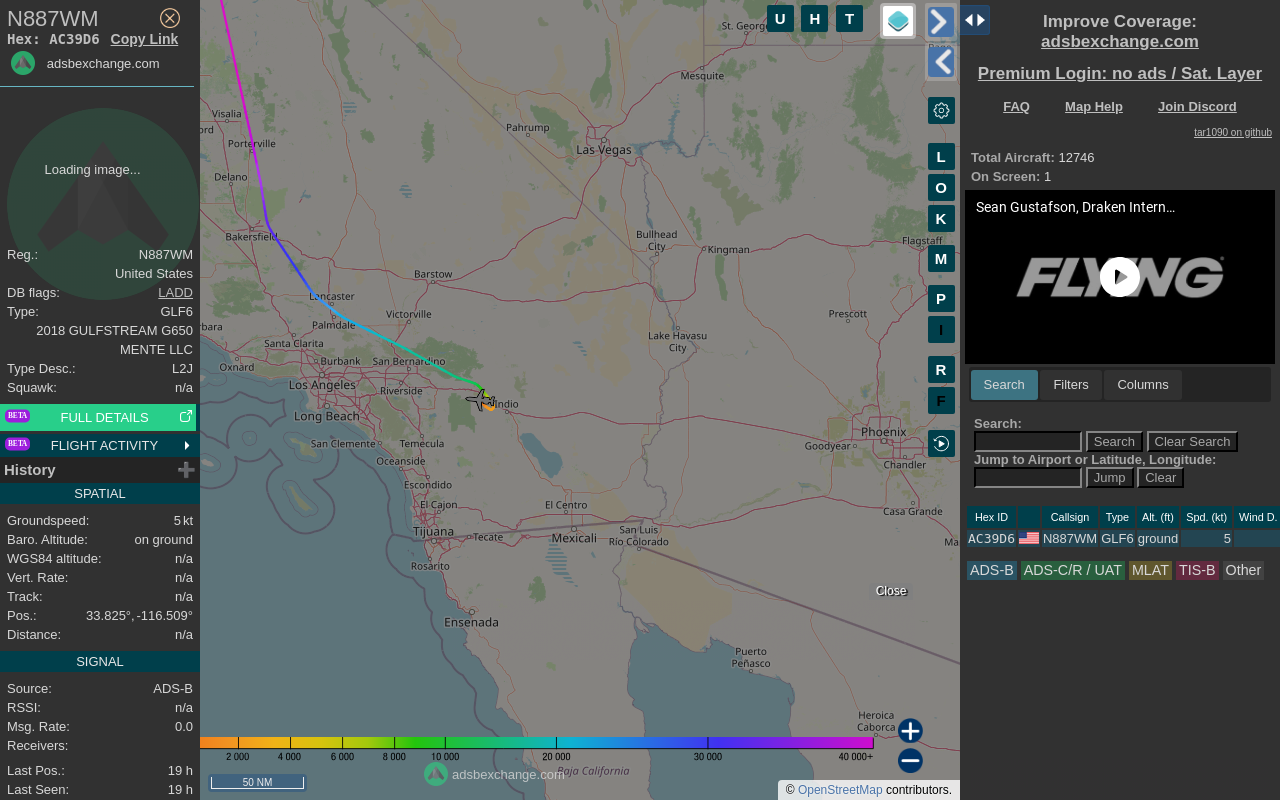 N887WM
Hex: AC39D6 Copy Link
adsbexchange.com
Loading image...
Reg.: N887WM
United States
DB flags: LADD
Type: GLF6
2018 GULFSTREAM G650
MENTE LLC
Type Desc.: L2J
Squawk: n/a
BETA FULL DETAILS
BETA FLIGHT ACTIVITY
History
SPATIAL
Groundspeed: 5 kt
Baro. Altitude: on ground
WGS84 altitude: n/a
Vert. Rate: n/a
Track: n/a
Pos.: 33.825°, -116.509°
Distance: n/a
SIGNAL
Source: ADS-B
RSSI: n/a
Msg. Rate: 0.0
Receivers:
Last Pos.: 19 h
Last Seen: 19 h
U H T
St. George
Mesquite
Visalia
ord
Porterville
Pahrump
Las Vegas
Delano
Bakersfield
Bullhead
City
Kingman
Flagstaff
Barstow
Lancaster
Palmdale
Victorville
Prescott
bara
Santa Clarita
Lake Havasu
City
Oxnard
Burbank
San Bernardino
Los Angeles
Riverside
Indio
Long Beach
San Clemente
Temecula
Phoenix
Goodyear
Oceanside
Chandler
Escondido
El Cajon
El Centro
Casa Grande
Tijuana
Tecate
Mexicali
San Luis
Río Colorado
Ma
Rosarito
Close
Ensenada
Puerto
Peñasco
Heroica
Caborca
Baja California
L
O
K
M
P
I
R
F
2 000 4 000 6 000 8 000 10 000 20 000 30 000 40 000+
adsbexchange.com
50 NM
© OpenStreetMap contributors.
Improve Coverage:
adsbexchange.com
Premium Login: no ads / Sat. Layer
FAQ Map Help Join Discord
tar1090 on github
Total Aircraft: 12746
On Screen: 1
Sean Gustafson, Draken Intern…
FLYING
Search Filters Columns
Search:
Search Clear Search
Jump to Airport or Latitude, Longitude:
Jump Clear
Hex ID Callsign Type Alt. (ft) Spd. (kt) Wind D.
AC39D6 N887WM GLF6 ground 5
ADS-B ADS-C/R / UAT MLAT TIS-B Other